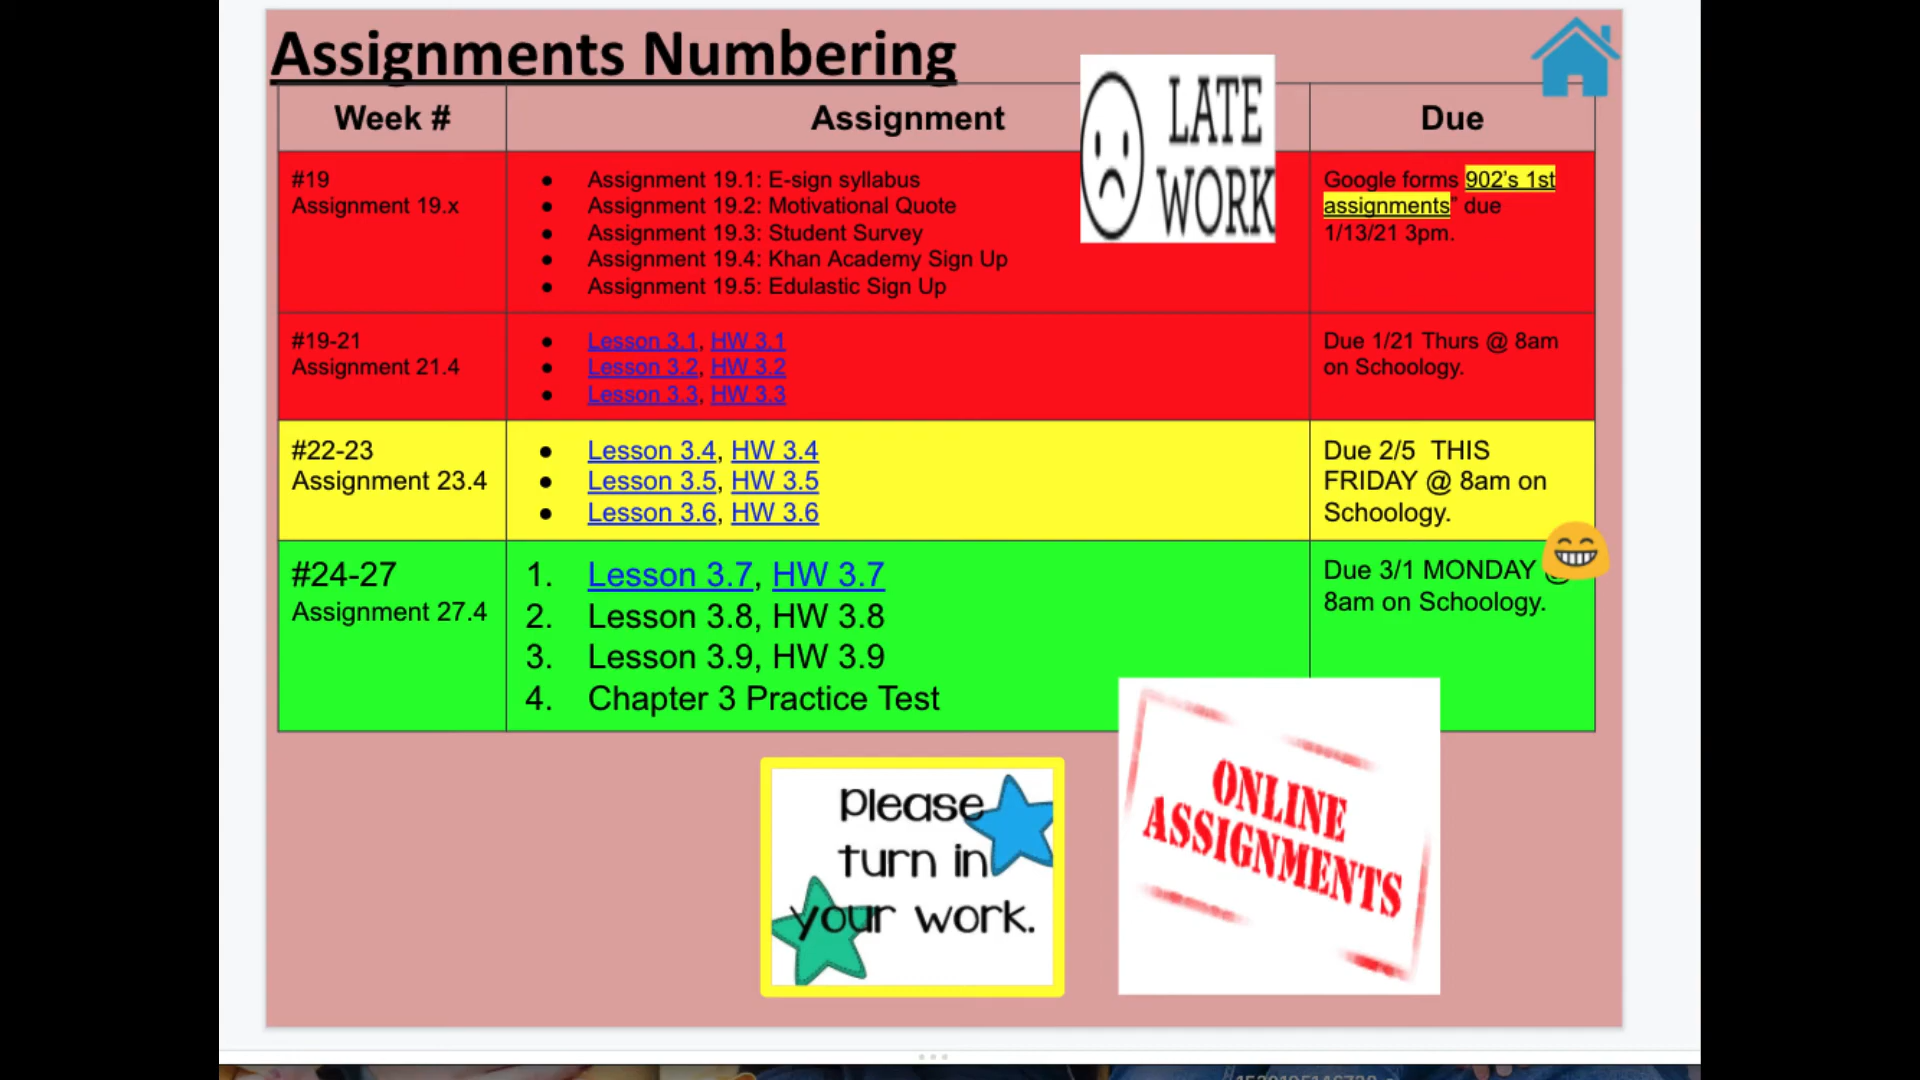 Assignments Numbering
Week #
Assignment
Due
LATE
WORK
#19
Assignment 19.x
● Assignment 19.1: E-sign syllabus
● Assignment 19.2: Motivational Quote
● Assignment 19.3: Student Survey
● Assignment 19.4: Khan Academy Sign Up
● Assignment 19.5: Edulastic Sign Up
Google forms 902's 1st
assignments" due
1/13/21 3pm.
#19-21
Assignment 21.4
● Lesson 3.1, HW 3.1
● Lesson 3.2, HW 3.2
● Lesson 3.3, HW 3.3
Due 1/21 Thurs @ 8am
on Schoology.
#22-23
Assignment 23.4
● Lesson 3.4, HW 3.4
● Lesson 3.5, HW 3.5
● Lesson 3.6, HW 3.6
Due 2/5 THIS
FRIDAY @ 8am on
Schoology.
#24-27
Assignment 27.4
1. Lesson 3.7, HW 3.7
2. Lesson 3.8, HW 3.8
3. Lesson 3.9, HW 3.9
4. Chapter 3 Practice Test
Due 3/1 MONDAY @
8am on Schoology.
Please
turn in
your work.
ONLINE
ASSIGNMENTS